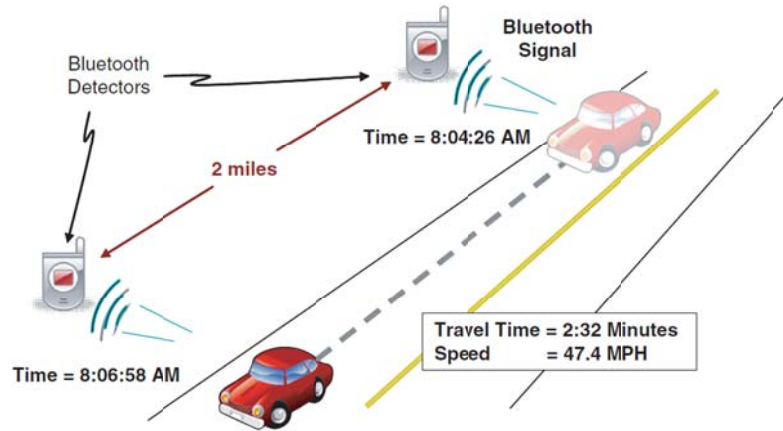 Bluetooth
Signal
Bluetooth
Detectors
Time = 8:04:26 AM
2 miles
Travel Time = 2:32 Minutes
Speed = 47.4 MPH
Time = 8:06:58 AM